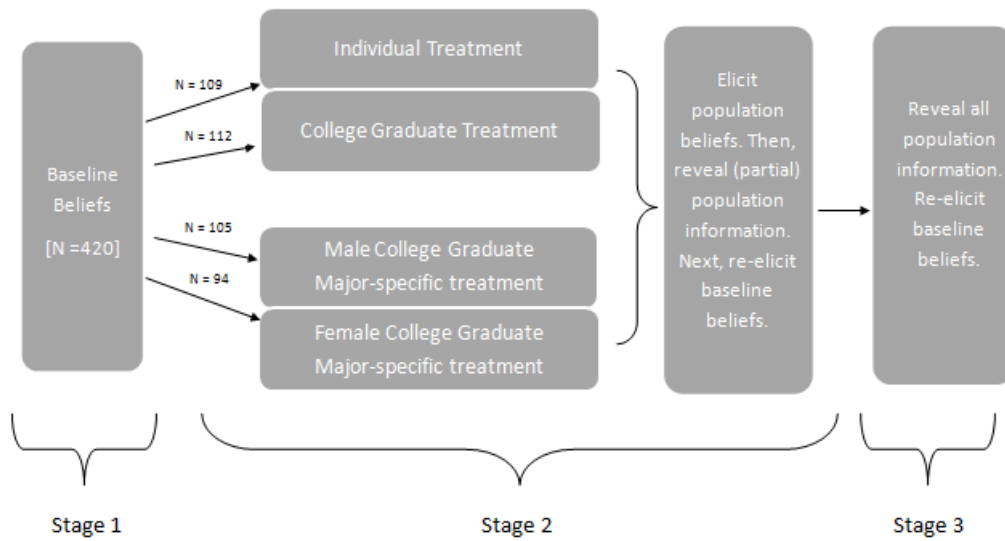 Baseline
Beliefs
[N =420]
N = 109
N = 112
N = 105
N = 94
Individual Treatment
College Graduate Treatment
Male College Graduate
Major-specific treatment
Female College Graduate
Major-specific treatment
Elicit
population
beliefs. Then,
reveal (partial)
population
information.
Next, re-elicit
baseline
beliefs.
Reveal all
population
information.
Re-elicit
baseline
beliefs.
Stage 1
Stage 2
Stage 3